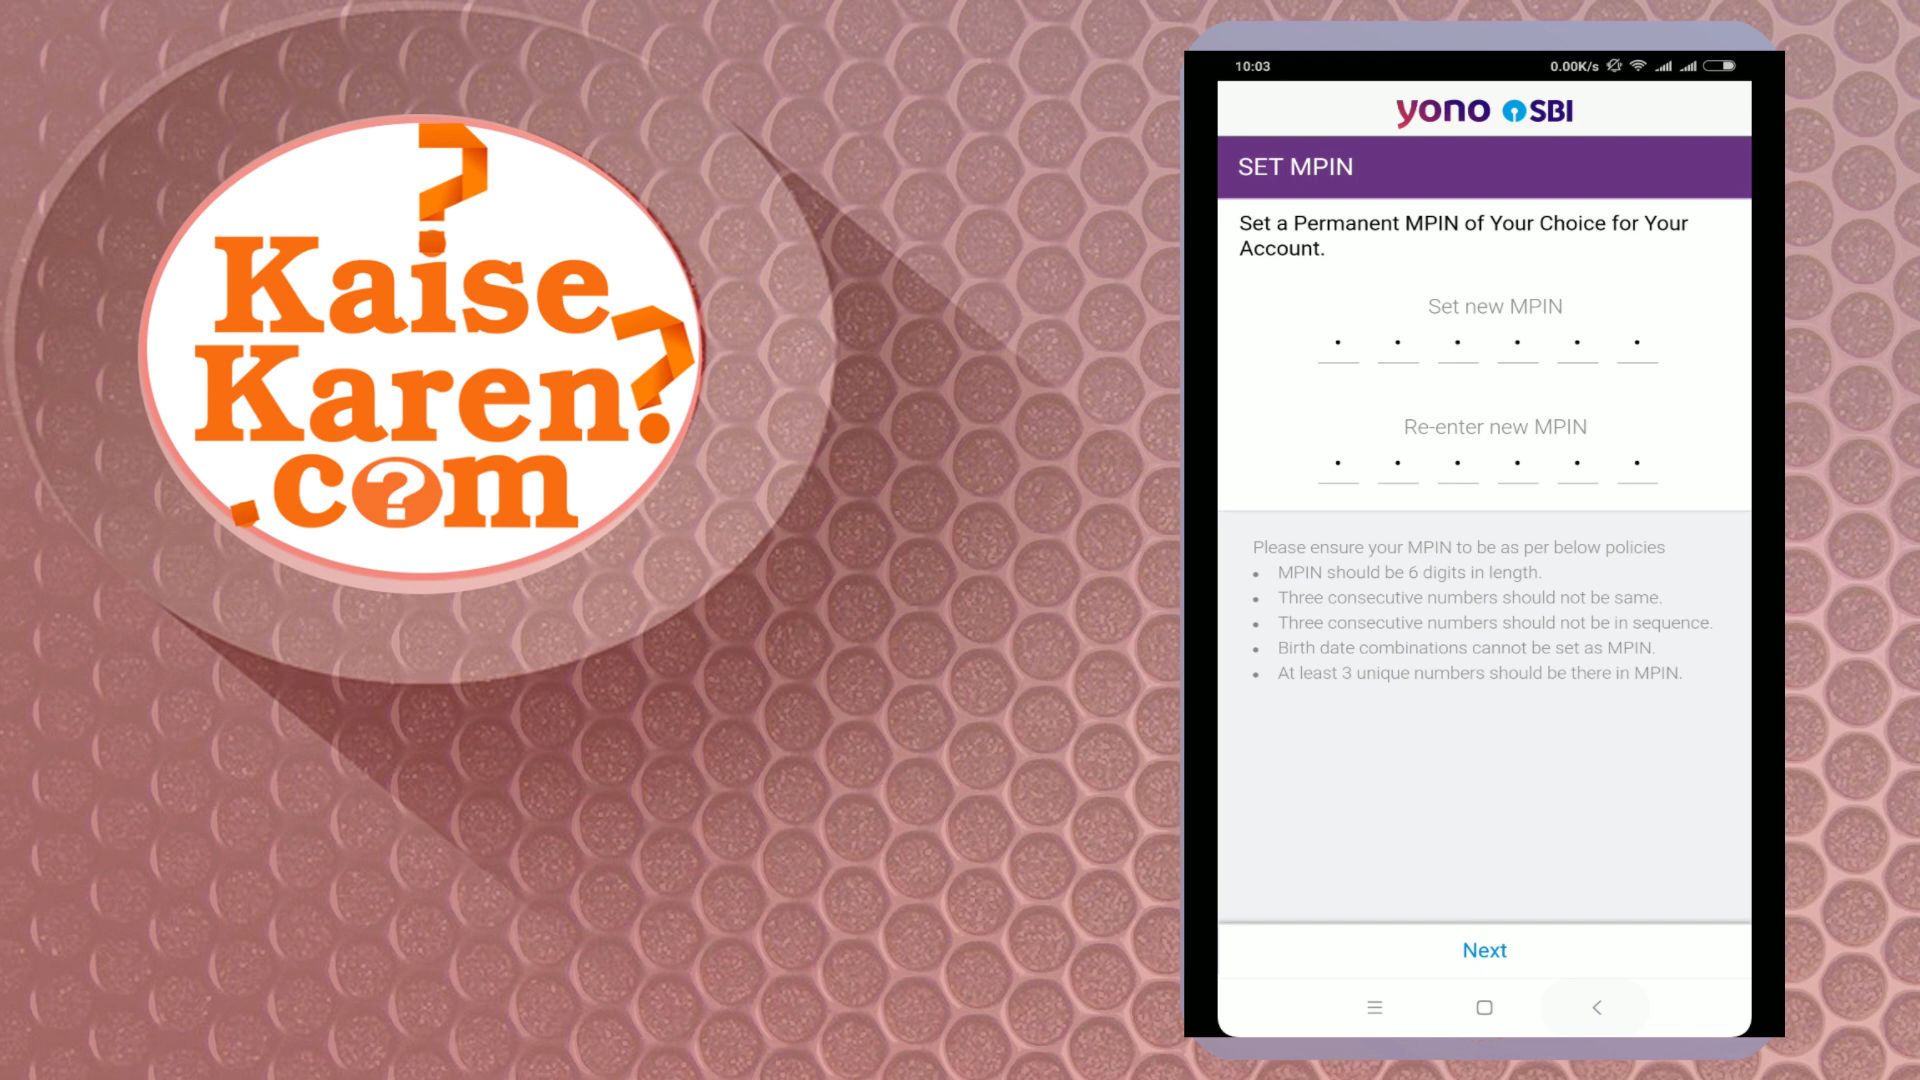 Kaise
Karen?
.com
10:03
0.00K/s
yono SBI
SET MPIN
Set a Permanent MPIN of Your Choice for Your
Account.
Set new MPIN
Re-enter new MPIN
Please ensure your MPIN to be as per below policies
• MPIN should be 6 digits in length.
• Three consecutive numbers should not be same.
• Three consecutive numbers should not be in sequence.
• Birth date combinations cannot be set as MPIN.
• At least 3 unique numbers should be there in MPIN.
Next